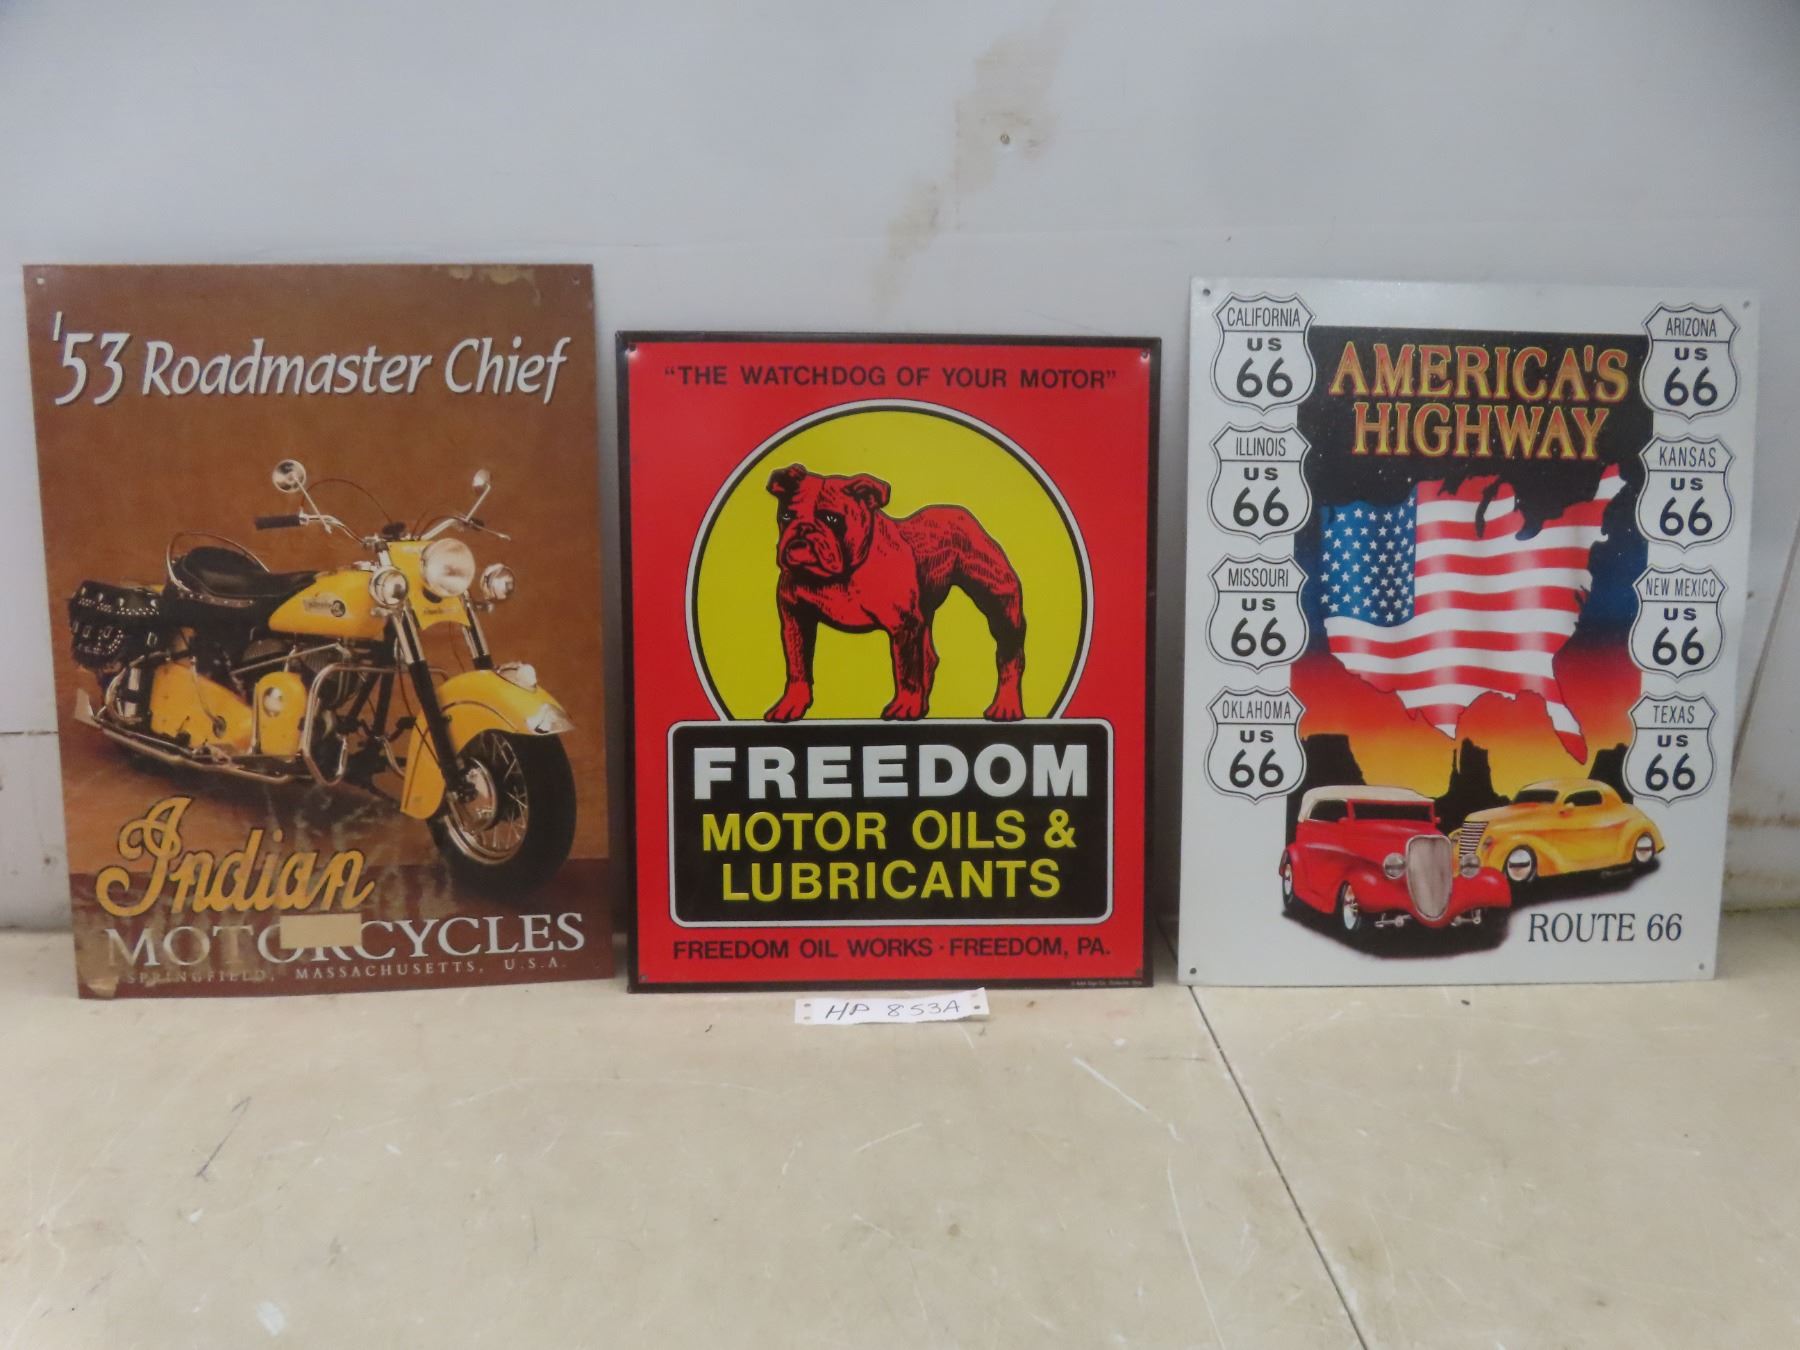 '53 Roadmaster Chief
Indian
MOTORCYCLES
SPRINGFIELD, MASSACHUSETTS, U.S.A.
"THE WATCHDOG OF YOUR MOTOR"
FREEDOM
MOTOR OILS &
LUBRICANTS
FREEDOM OIL WORKS · FREEDOM, PA.
HP 853A
AMERICA'S
HIGHWAY
CALIFORNIA
US
66
ILLINOIS
US
66
MISSOURI
US
66
OKLAHOMA
US
66
ARIZONA
US
66
KANSAS
US
66
NEW MEXICO
US
66
TEXAS
US
66
ROUTE 66